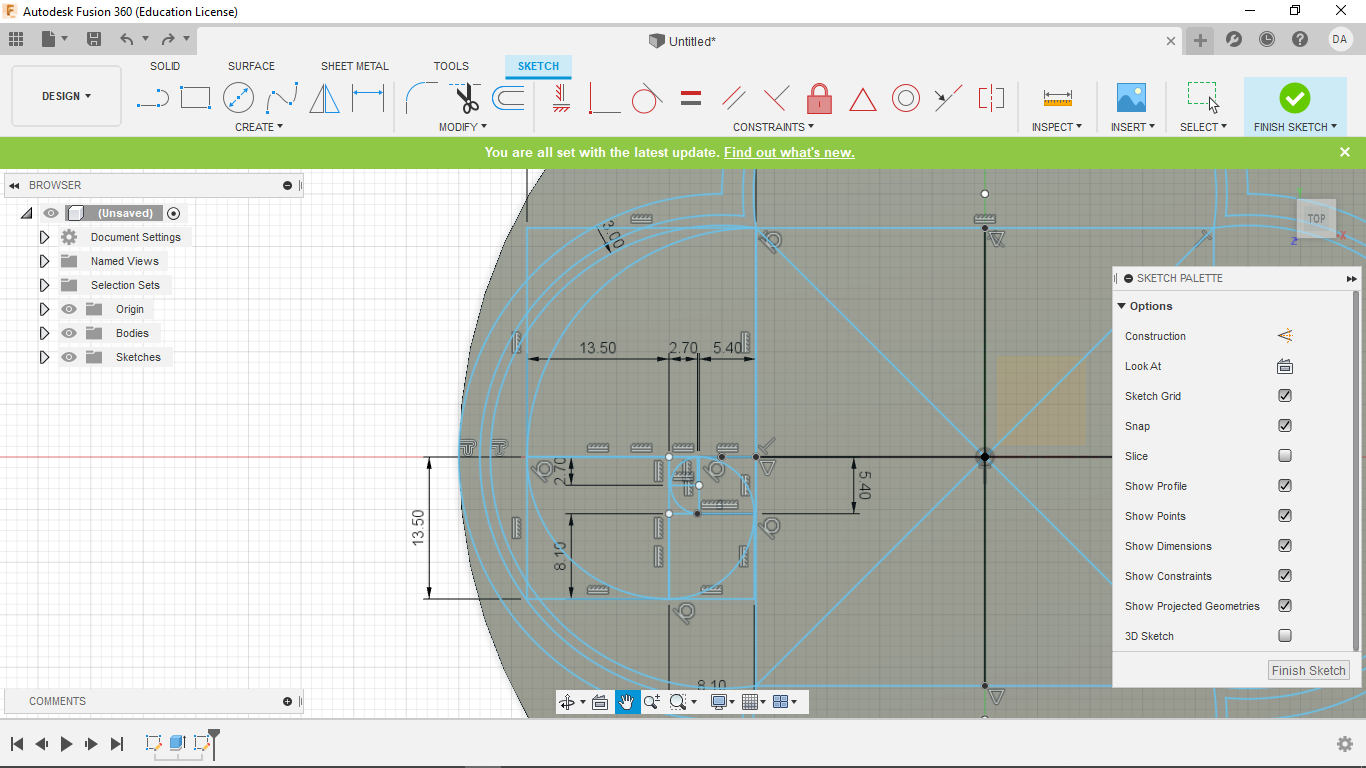 Autodesk Fusion 360 (Education License)
Untitled*
DA
SOLID SURFACE SHEET METAL TOOLS SKETCH
DESIGN
CREATE MODIFY CONSTRAINTS INSPECT INSERT SELECT FINISH SKETCH
You are all set with the latest update. Find out what's new.
BROWSER
(Unsaved)
Document Settings
Named Views
Selection Sets
Origin
Bodies
Sketches
TOP
X
Z
3.00
13.50 2.70 5.40
2.70
5.40
13.50
8.10
8.10
SKETCH PALETTE
Options
Construction
Look At
Sketch Grid
Snap
Slice
Show Profile
Show Points
Show Dimensions
Show Constraints
Show Projected Geometries
3D Sketch
Finish Sketch
COMMENTS